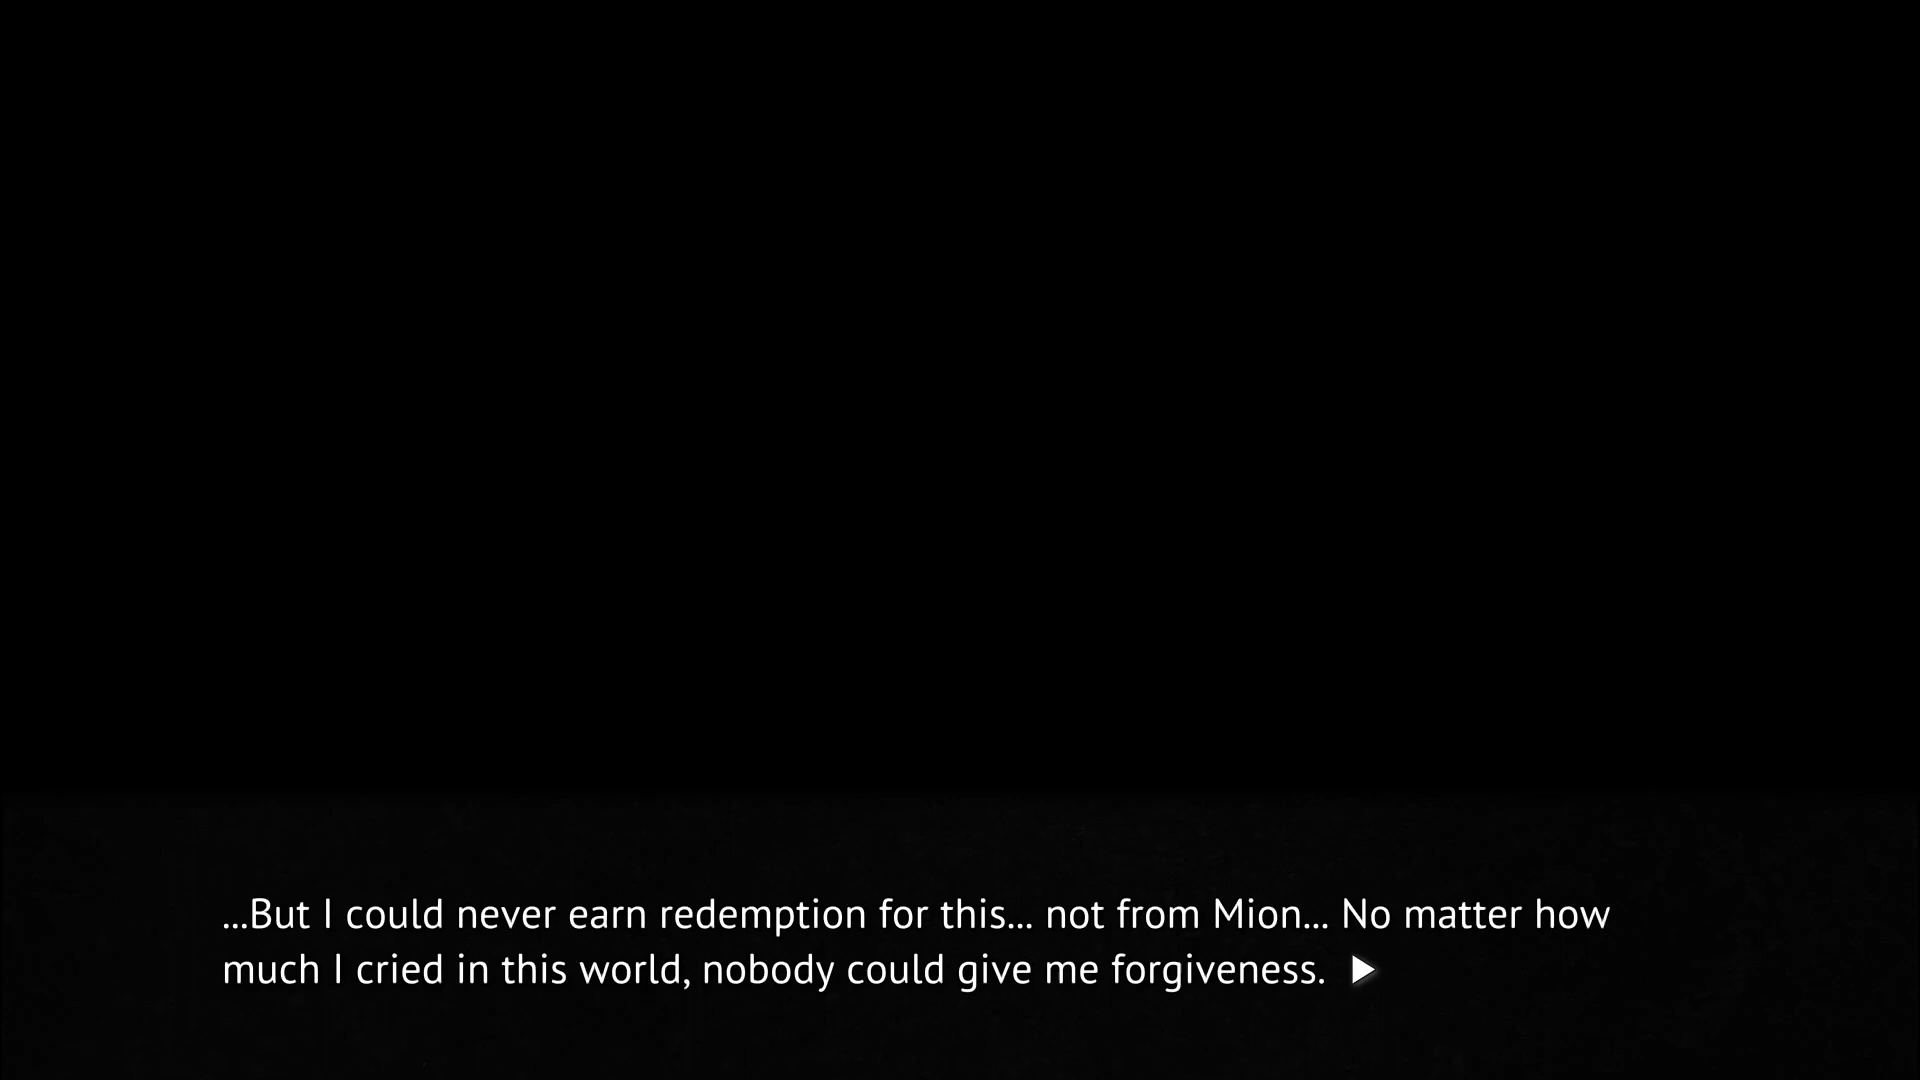 ...But I could never earn redemption for this... not from Mion... No matter how
much I cried in this world, nobody could give me forgiveness.